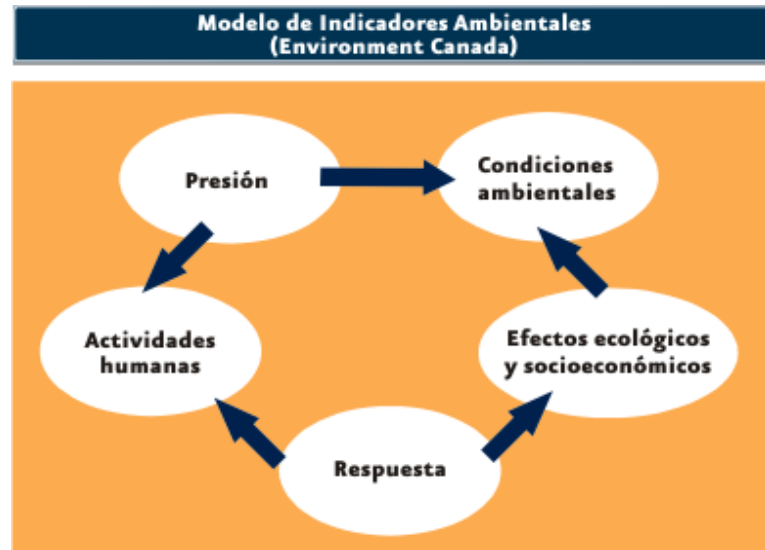 Modelo de Indicadores Ambientales
(Environment Canada)
Presión
Condiciones
ambientales
Actividades
humanas
Efectos ecológicos
y socioeconómicos
Respuesta